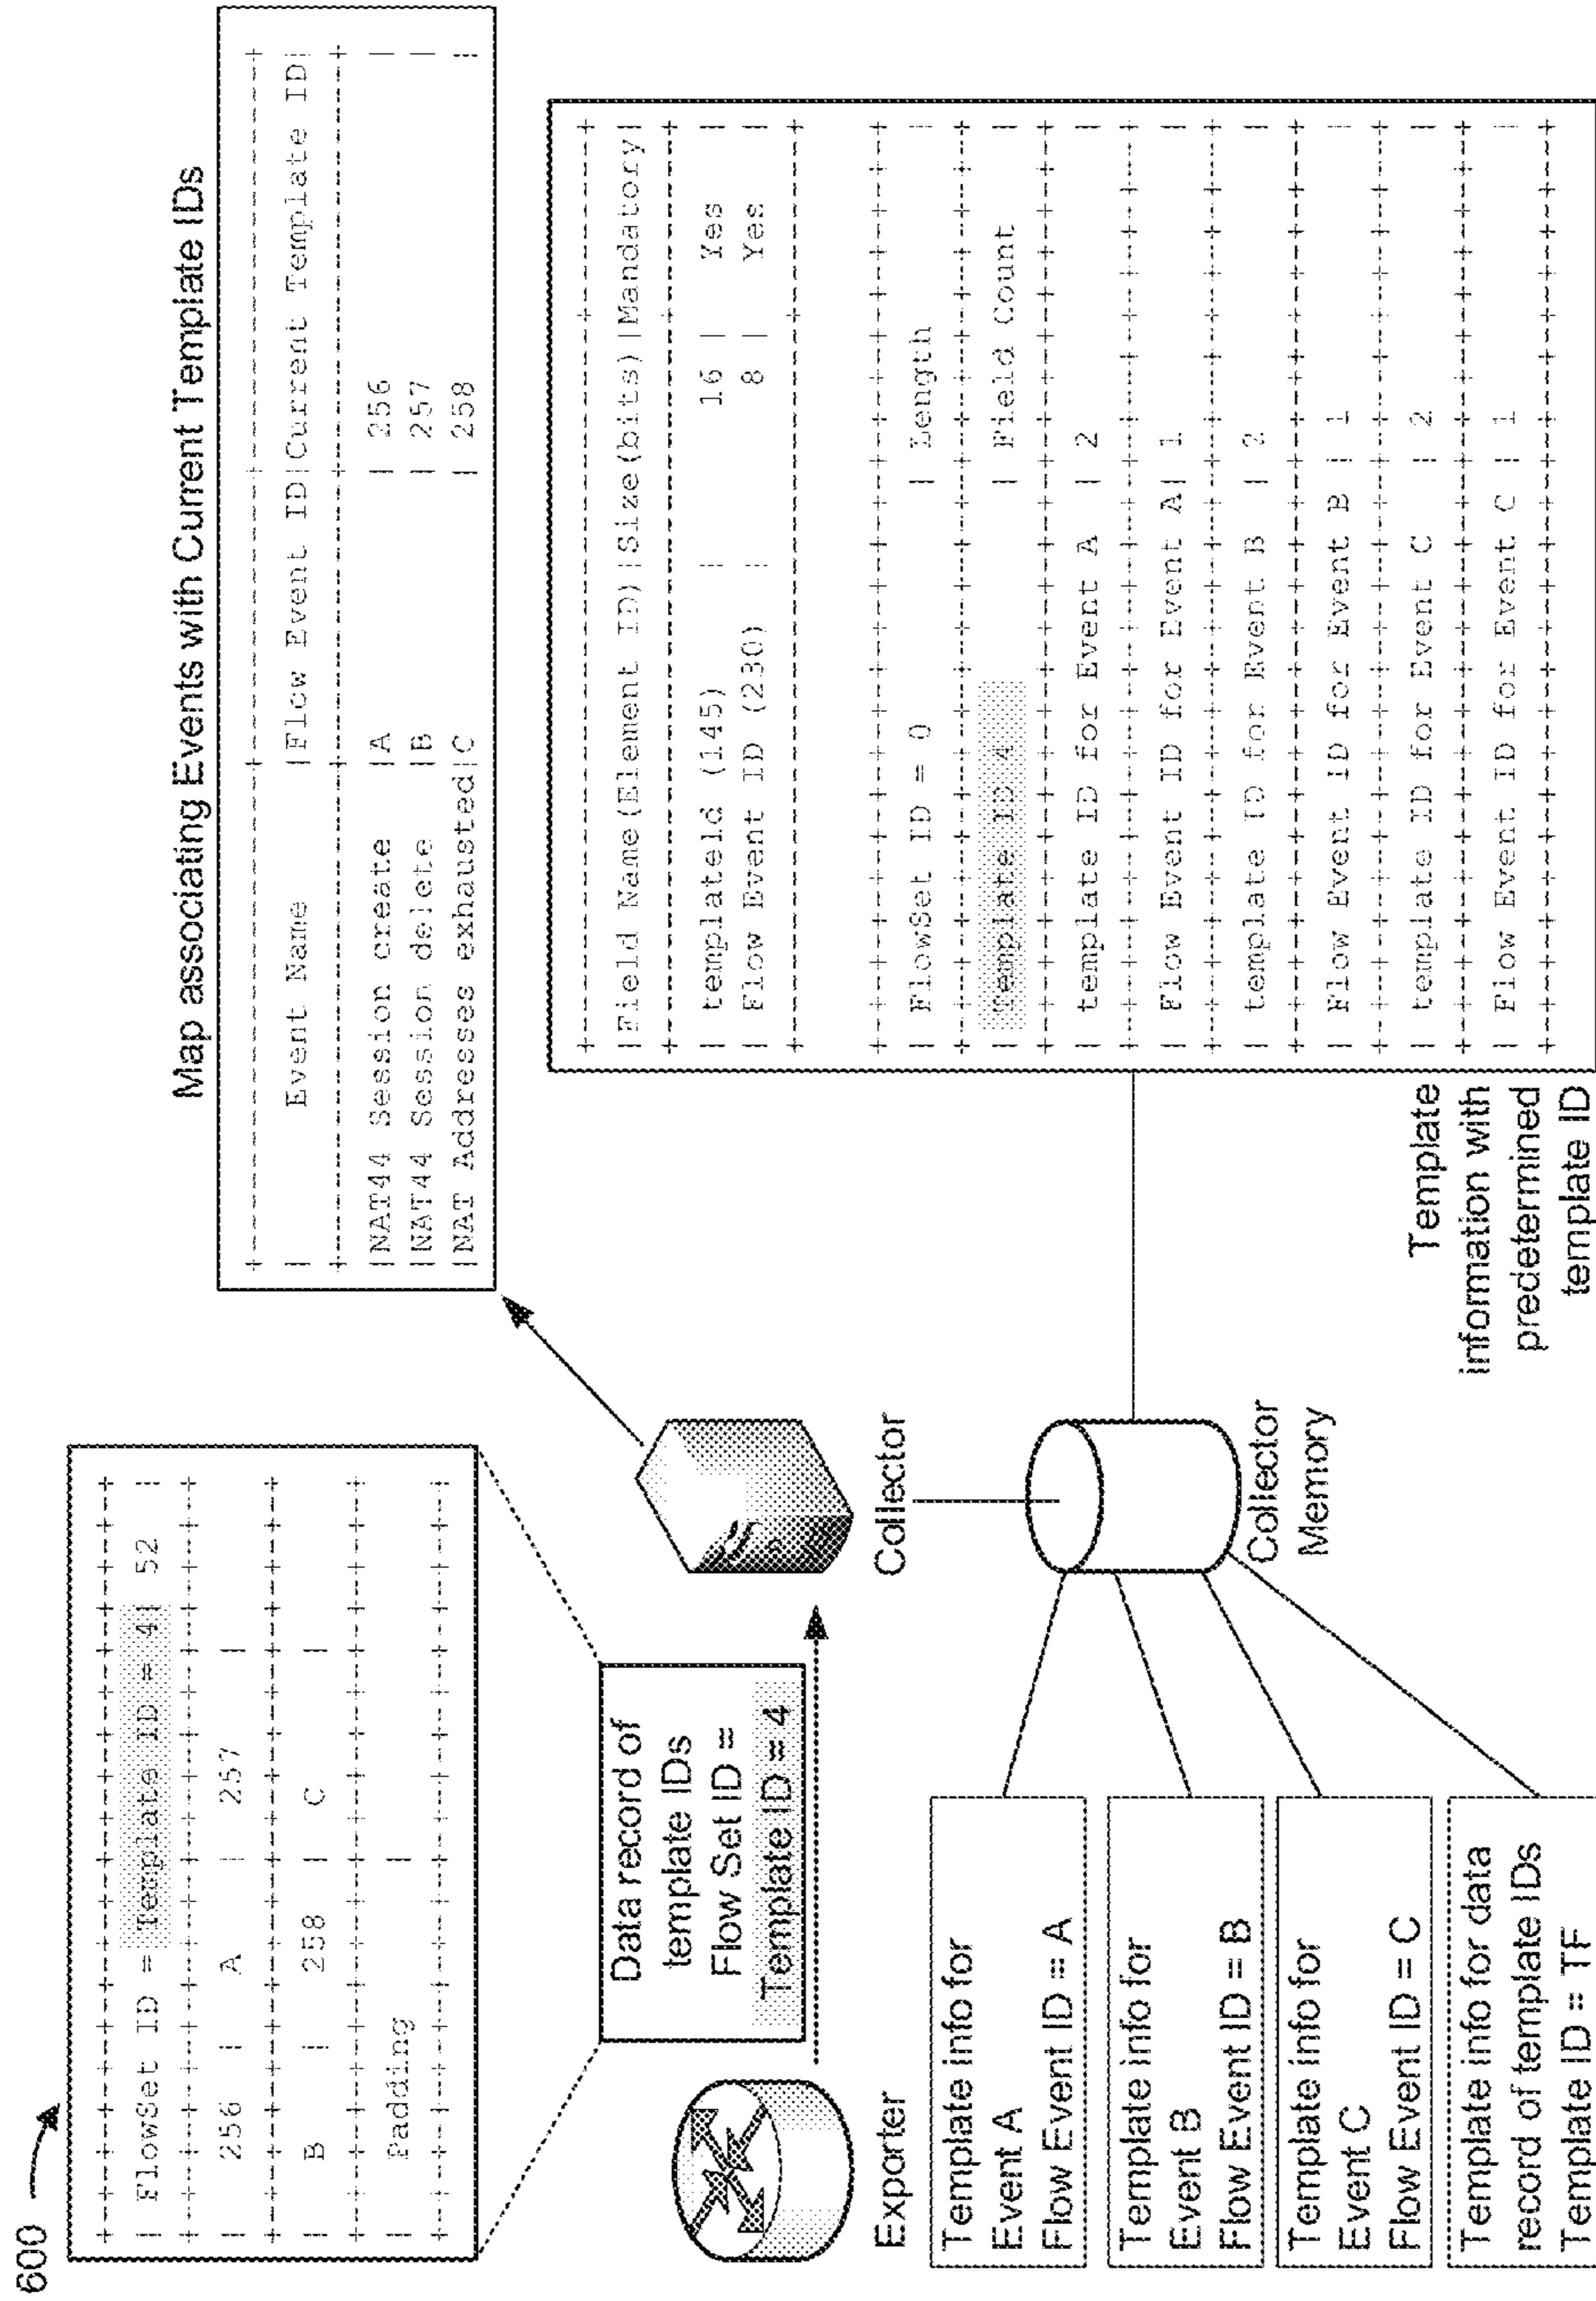 600
| FlowSet ID = Template ID = 4| 52 |
| 256 | A | 257 |
| B | 258 | C |
| Padding |
Data record of
template IDs
Flow Set ID =
Template ID = 4
Exporter
Collector
Collector
Memory
Template info for
Event A
Flow Event ID = A
Template info for
Event B
Flow Event ID = B
Template info for
Event C
Flow Event ID = C
Template info for data
record of template IDs
Template ID = TF
Map associating Events with Current Template IDs
| Event Name |Flow Event ID|Current Template ID|
|NAT44 Session create |A | 256 |
|NAT44 Session delete |B | 257 |
|NAT Addresses exhausted|C | 258 |
|Field Name(Element ID)|Size(bits)|Mandatory|
| templateId (145) | 16 | Yes |
| Flow Event ID (230) | 8 | Yes |
| FlowSet ID = 0 | Length |
| Template ID 4 | Field Count |
| template ID for Event A | 2 |
| Flow Event ID for Event A| 1 |
| template ID for Event B | 2 |
| Flow Event ID for Event B | 1 |
| template ID for Event C | 2 |
| Flow Event ID for Event C | 1 |
Template
information with
predetermined
template ID